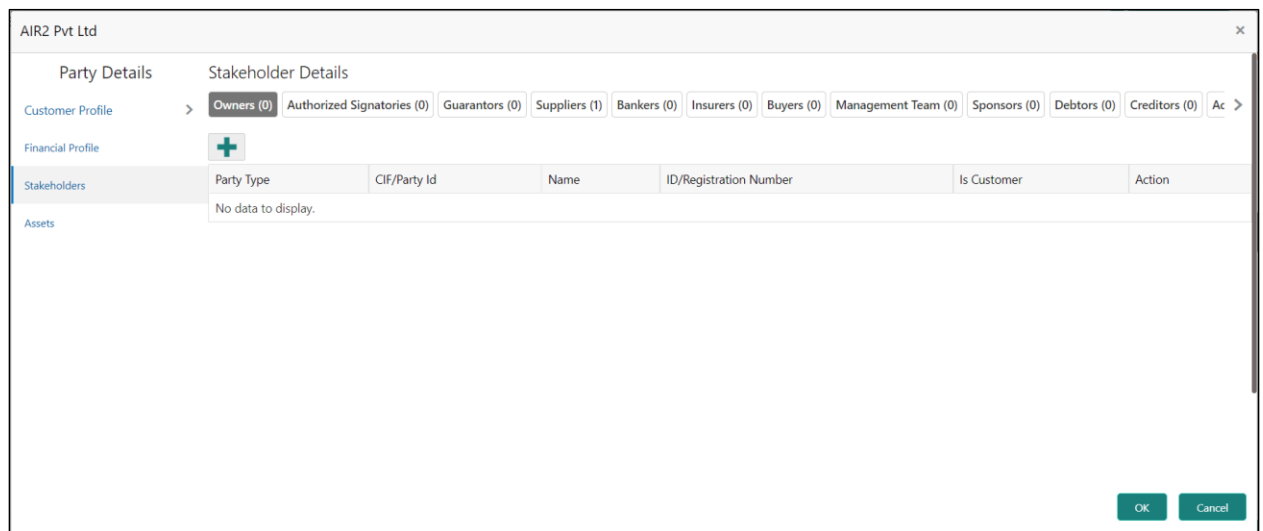 AIR2 Pvt Ltd
Party Details
Customer Profile
Financial Profile
Stakeholders
Assets
Stakeholder Details
Owners (0) Authorized Signatories (0) Guarantors (0) Suppliers (1) Bankers (0) Insurers (0) Buyers (0) Management Team (0) Sponsors (0) Debtors (0) Creditors (0) Ac
Party Type CIF/Party Id Name ID/Registration Number Is Customer Action
No data to display.
OK Cancel